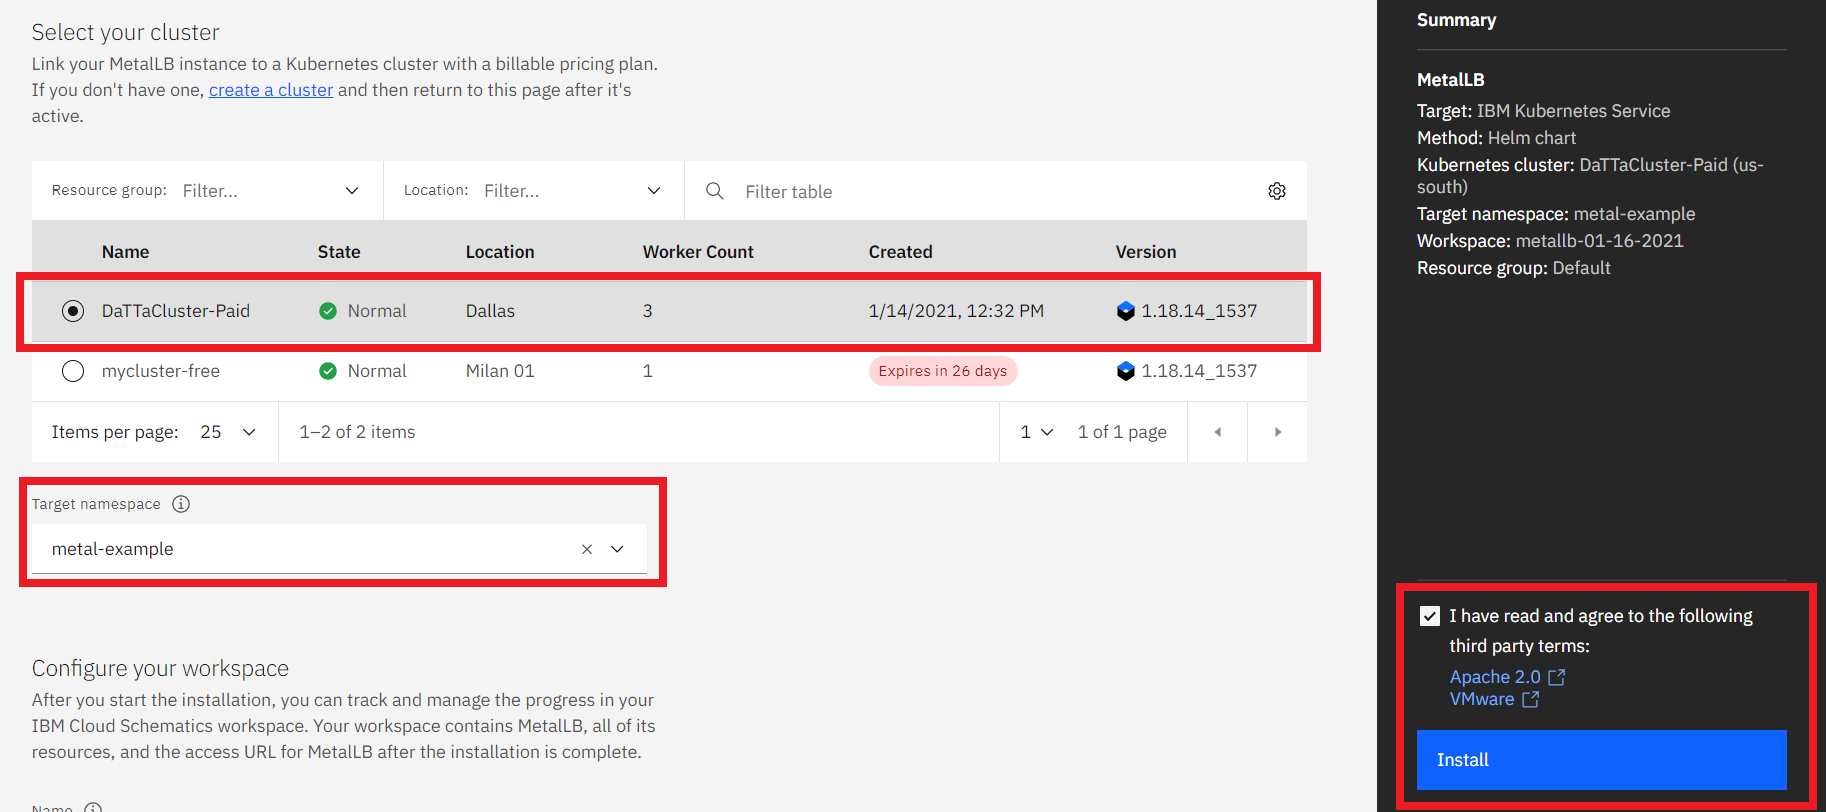 Select your cluster
Link your MetalLB instance to a Kubernetes cluster with a billable pricing plan.
If you don't have one, create a cluster and then return to this page after it's
active.
Resource group: Filter...
Location: Filter...
Filter table
Name State Location Worker Count Created Version
DaTTaCluster-Paid Normal Dallas 3 1/14/2021, 12:32 PM 1.18.14_1537
mycluster-free Normal Milan 01 1 Expires in 26 days 1.18.14_1537
Items per page: 25 1–2 of 2 items 1 1 of 1 page
Target namespace
metal-example
Configure your workspace
After you start the installation, you can track and manage the progress in your
IBM Cloud Schematics workspace. Your workspace contains MetalLB, all of its
resources, and the access URL for MetalLB after the installation is complete.
Name
Summary
MetalLB
Target: IBM Kubernetes Service
Method: Helm chart
Kubernetes cluster: DaTTaCluster-Paid (us-
south)
Target namespace: metal-example
Workspace: metallb-01-16-2021
Resource group: Default
I have read and agree to the following
third party terms:
Apache 2.0
VMware
Install